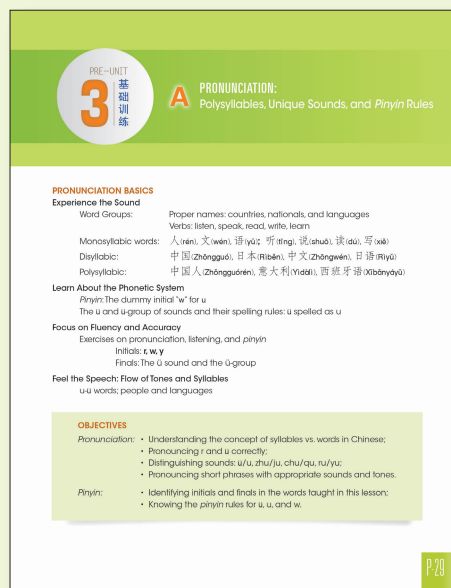 PRE-UNIT
3
基础训练
A
PRONUNCIATION:
Polysyllables, Unique Sounds, and Pinyin Rules
PRONUNCIATION BASICS
Experience the Sound
Word Groups: Proper names: countries, nationals, and languages
Verbs: listen, speak, read, write, learn
Monosyllabic words: 人(rén), 文(wén), 语(yǔ); 听(tīng), 说(shuō), 读(dú), 写(xiě)
Disyllabic: 中国(Zhōngguó), 日本(Rìběn), 中文(Zhōngwén), 日语(Rìyǔ)
Polysyllabic: 中国人(Zhōngguórén), 意大利(Yìdàlì), 西班牙语(Xībānyáyǔ)
Learn About the Phonetic System
Pinyin: The dummy initial "w" for u
The ü and ü-group of sounds and their spelling rules: ü spelled as u
Focus on Fluency and Accuracy
Exercises on pronunciation, listening, and pinyin
Initials: r, w, y
Finals: The ü sound and the ü-group
Feel the Speech: Flow of Tones and Syllables
u-ü words; people and languages
OBJECTIVES
Pronunciation: • Understanding the concept of syllables vs. words in Chinese;
• Pronouncing r and ü correctly;
• Distinguishing sounds: ü/u, zhu/ju, chu/qu, ru/yu;
• Pronouncing short phrases with appropriate sounds and tones.
Pinyin: • Identifying initials and finals in the words taught in this lesson;
• Knowing the pinyin rules for ü, u, and w.
P·29